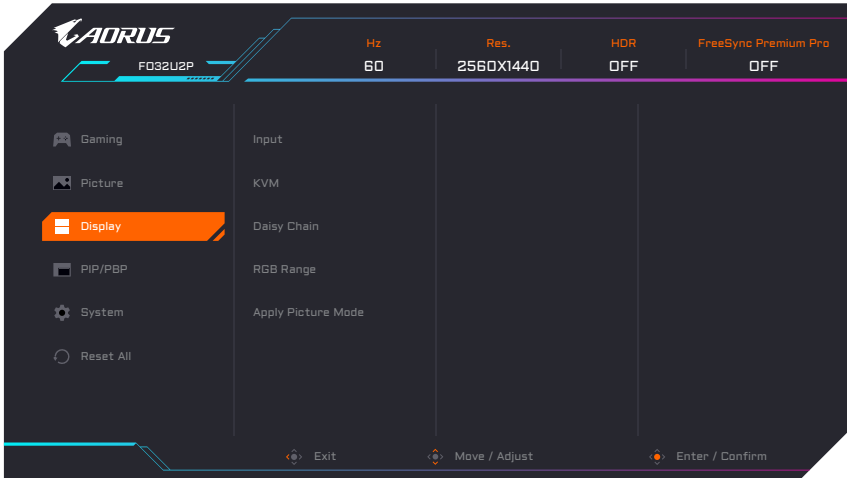 AORUS
FO32U2P
Hz Res. HDR FreeSync Premium Pro
60 2560X1440 OFF OFF
Gaming
Picture
Display
PIP/PBP
System
Reset All
Input
KVM
Daisy Chain
RGB Range
Apply Picture Mode
Exit Move / Adjust Enter / Confirm